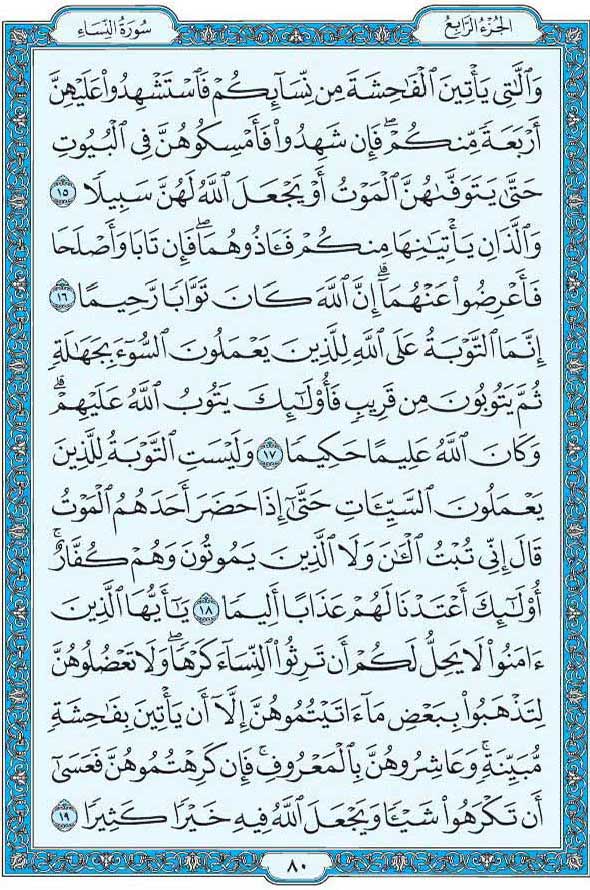 الجزء الرابع
سورة النساء
وَٱلَّٰتِى يَأْتِينَ ٱلْفَٰحِشَةَ مِن نِّسَآئِكُمْ فَٱسْتَشْهِدُوا۟ عَلَيْهِنَّ
أَرْبَعَةً مِّنكُمْ ۖ فَإِن شَهِدُوا۟ فَأَمْسِكُوهُنَّ فِى ٱلْبُيُوتِ
حَتَّىٰ يَتَوَفَّىٰهُنَّ ٱلْمَوْتُ أَوْ يَجْعَلَ ٱللَّهُ لَهُنَّ سَبِيلًا ١٥
وَٱلَّذَانِ يَأْتِيَٰنِهَا مِنكُمْ فَـَٔاذُوهُمَا ۖ فَإِن تَابَا وَأَصْلَحَا
فَأَعْرِضُوا۟ عَنْهُمَآ ۗ إِنَّ ٱللَّهَ كَانَ تَوَّابًا رَّحِيمًا ١٦
إِنَّمَا ٱلتَّوْبَةُ عَلَى ٱللَّهِ لِلَّذِينَ يَعْمَلُونَ ٱلسُّوٓءَ بِجَهَٰلَةٍ
ثُمَّ يَتُوبُونَ مِن قَرِيبٍ فَأُو۟لَٰٓئِكَ يَتُوبُ ٱللَّهُ عَلَيْهِمْ ۗ
وَكَانَ ٱللَّهُ عَلِيمًا حَكِيمًا ١٧ وَلَيْسَتِ ٱلتَّوْبَةُ لِلَّذِينَ
يَعْمَلُونَ ٱلسَّيِّـَٔاتِ حَتَّىٰٓ إِذَا حَضَرَ أَحَدَهُمُ ٱلْمَوْتُ
قَالَ إِنِّى تُبْتُ ٱلْـَٰٔنَ وَلَا ٱلَّذِينَ يَمُوتُونَ وَهُمْ كُفَّارٌ ۚ
أُو۟لَٰٓئِكَ أَعْتَدْنَا لَهُمْ عَذَابًا أَلِيمًا ١٨ يَٰٓأَيُّهَا ٱلَّذِينَ
ءَامَنُوا۟ لَا يَحِلُّ لَكُمْ أَن تَرِثُوا۟ ٱلنِّسَآءَ كَرْهًا ۖ وَلَا تَعْضُلُوهُنَّ
لِتَذْهَبُوا۟ بِبَعْضِ مَآ ءَاتَيْتُمُوهُنَّ إِلَّآ أَن يَأْتِينَ بِفَٰحِشَةٍ
مُّبَيِّنَةٍ ۚ وَعَاشِرُوهُنَّ بِٱلْمَعْرُوفِ ۚ فَإِن كَرِهْتُمُوهُنَّ فَعَسَىٰٓ
أَن تَكْرَهُوا۟ شَيْـًٔا وَيَجْعَلَ ٱللَّهُ فِيهِ خَيْرًا كَثِيرًا ١٩
٨٠